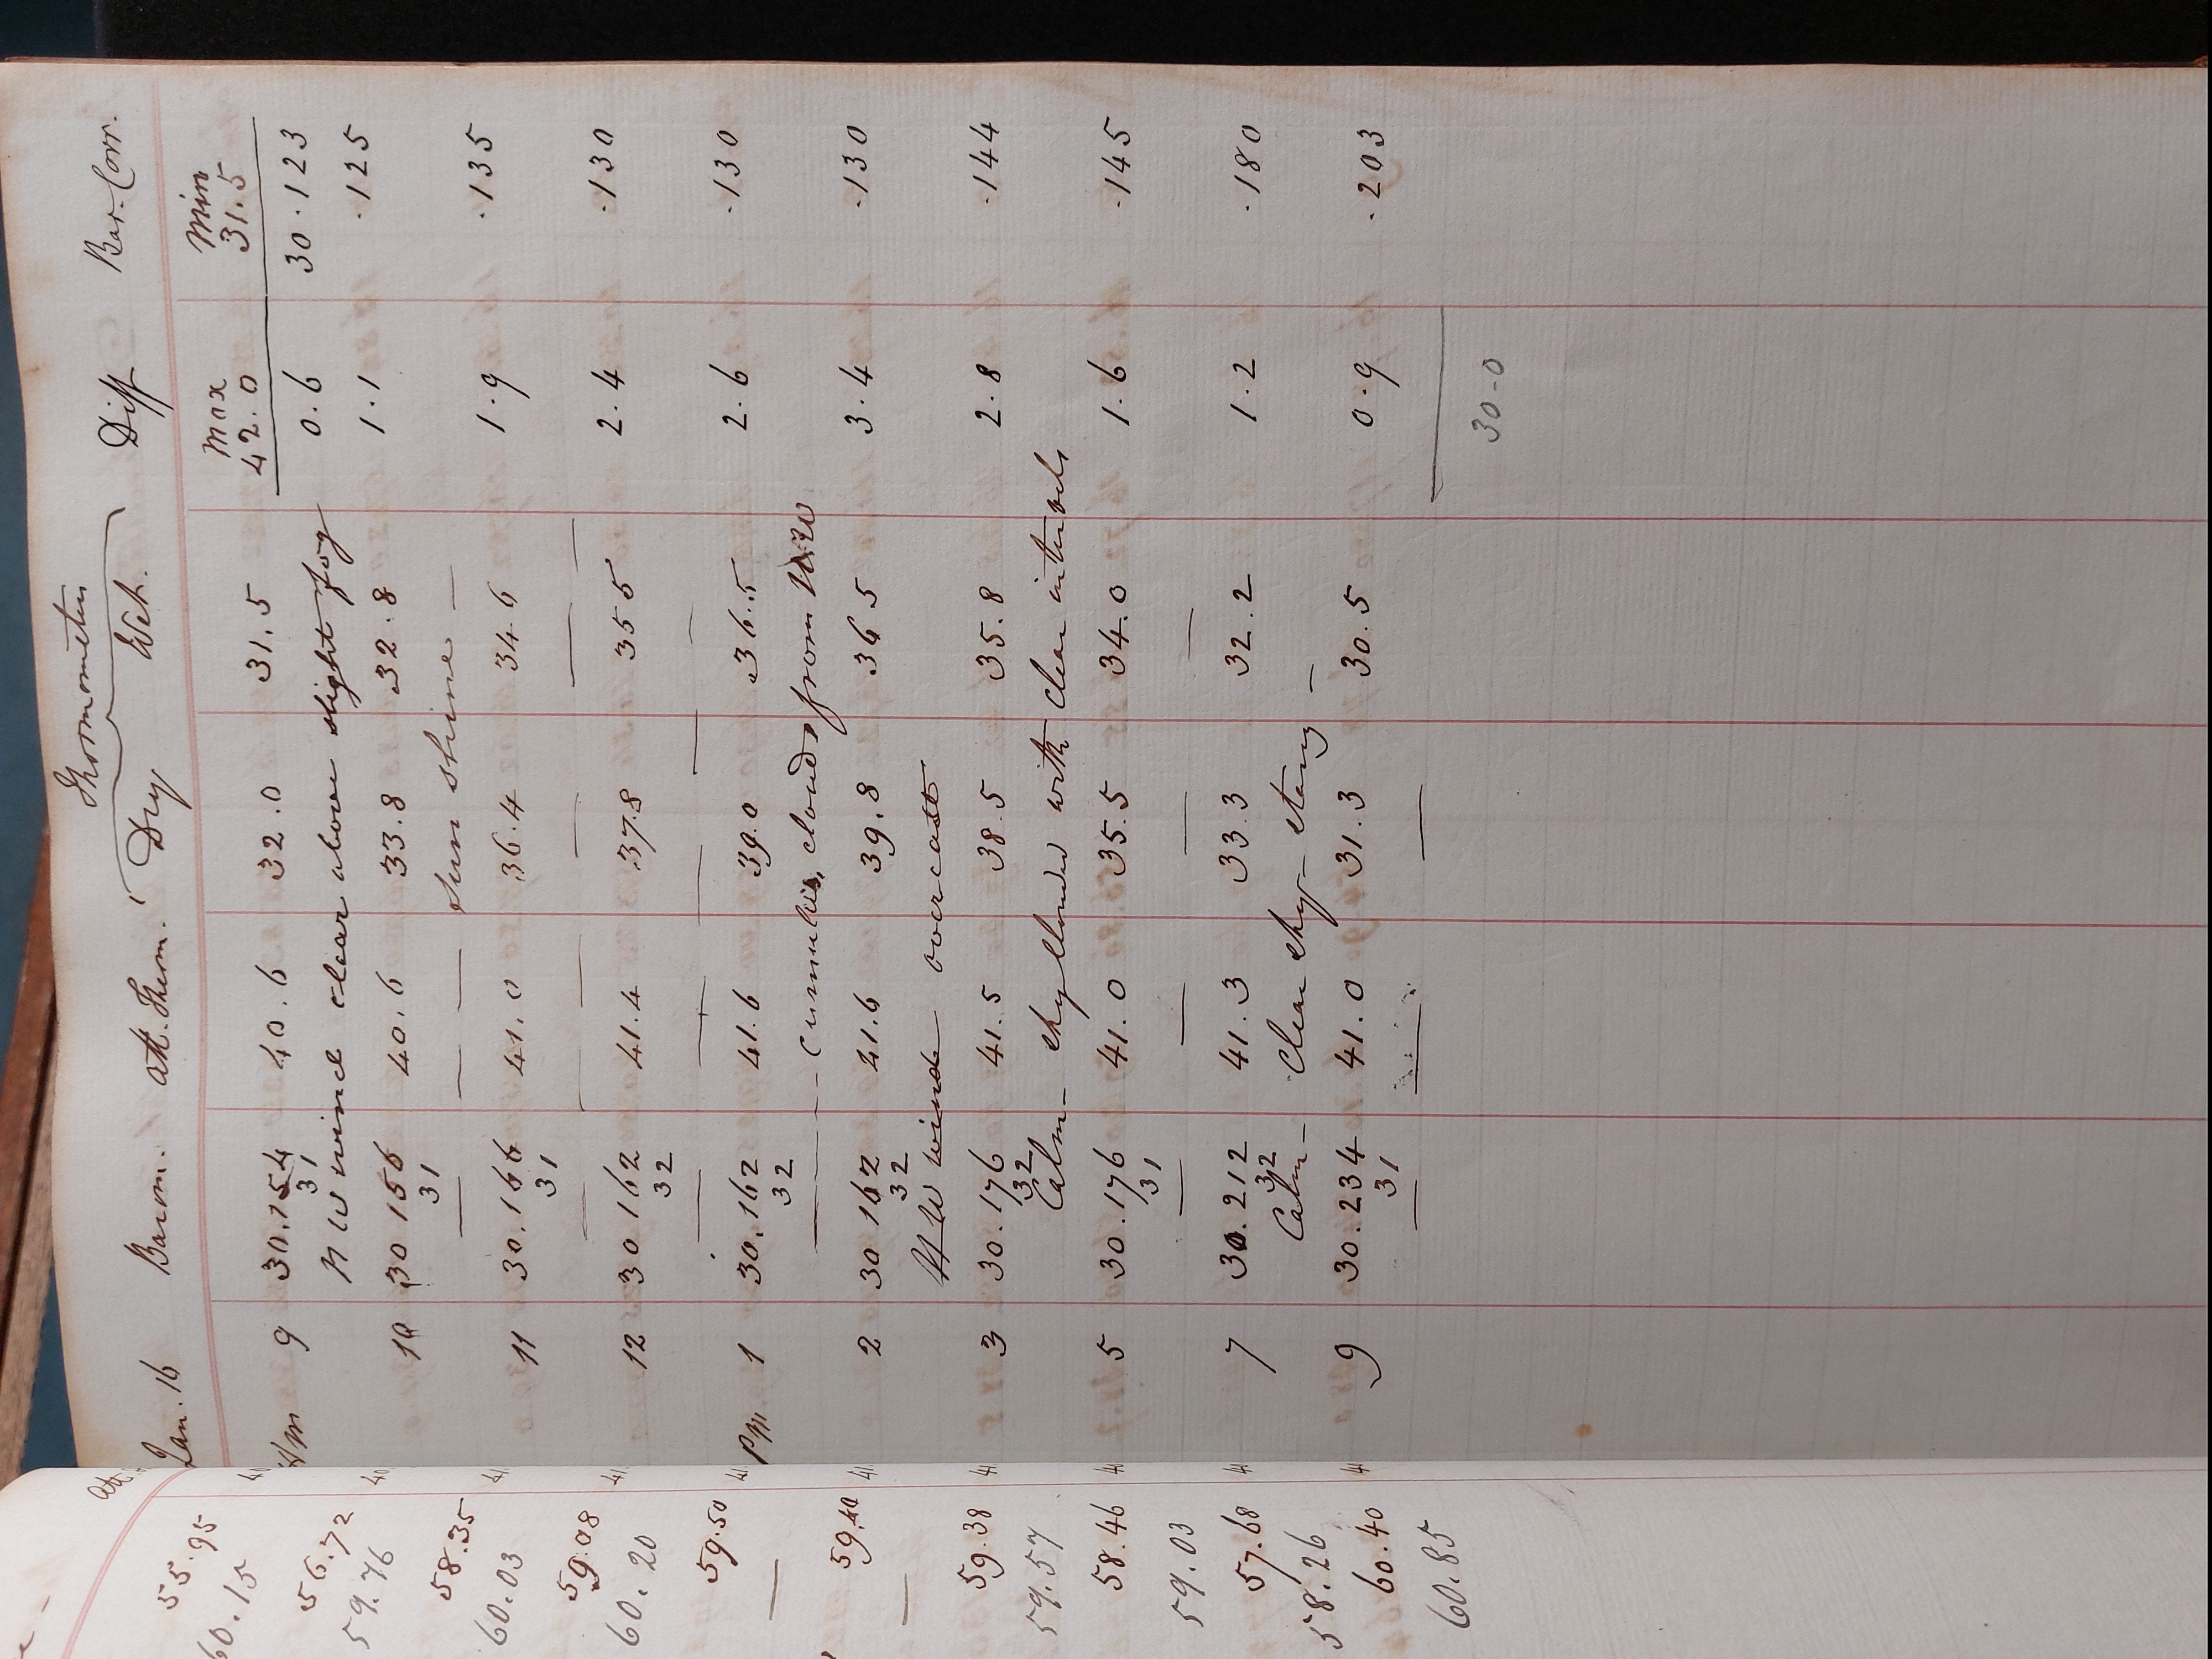 55.95
60.15
56.72
59.76
58.35
60.03
59.08
60.20
59.50
59.40
59.38
59.57
58.46
59.03
57.68
58.26
60.40
60.85
Thermometers
Jan. 16 Barom. Att. Therm. Dry Wet. Diff Bar. Corr.
Max Min
42.0 31.5
Am 9 30.154 40.6 32.0 31.5 0.6 30.123
31
N W wind clear above slight fog
10 30 156 40.6 33.8 32.8 1.1 .125
31
— — — Sun shine —
11 30.166 41.0 36.4 34 6 1.9 .135
31
— — — — — —
12 30 162 41.4 37.8 35 5 2.4 .130
32
— — — — —
Pm 1 30.162 41.6 39.0 36.5 2.6 .130
32
— — — cumulus, clouds from N.W
2 30 162 41.6 39.8 36 5 3.4 .130
32
N W wind overcast
3 30.176 41.5 38.5 35.8 2.8 .144
32
Calm — sky clouded with clear intervals
5 30.176 41.0 35.5 34.0 1.6 .145
31
— — — —
7 30.212 41.3 33.3 32.2 1.2 .180
32
Calm — clear sky — starry —
9 30.234 41.0 31.3 30.5 0.9 .203
31
— — —
30-0